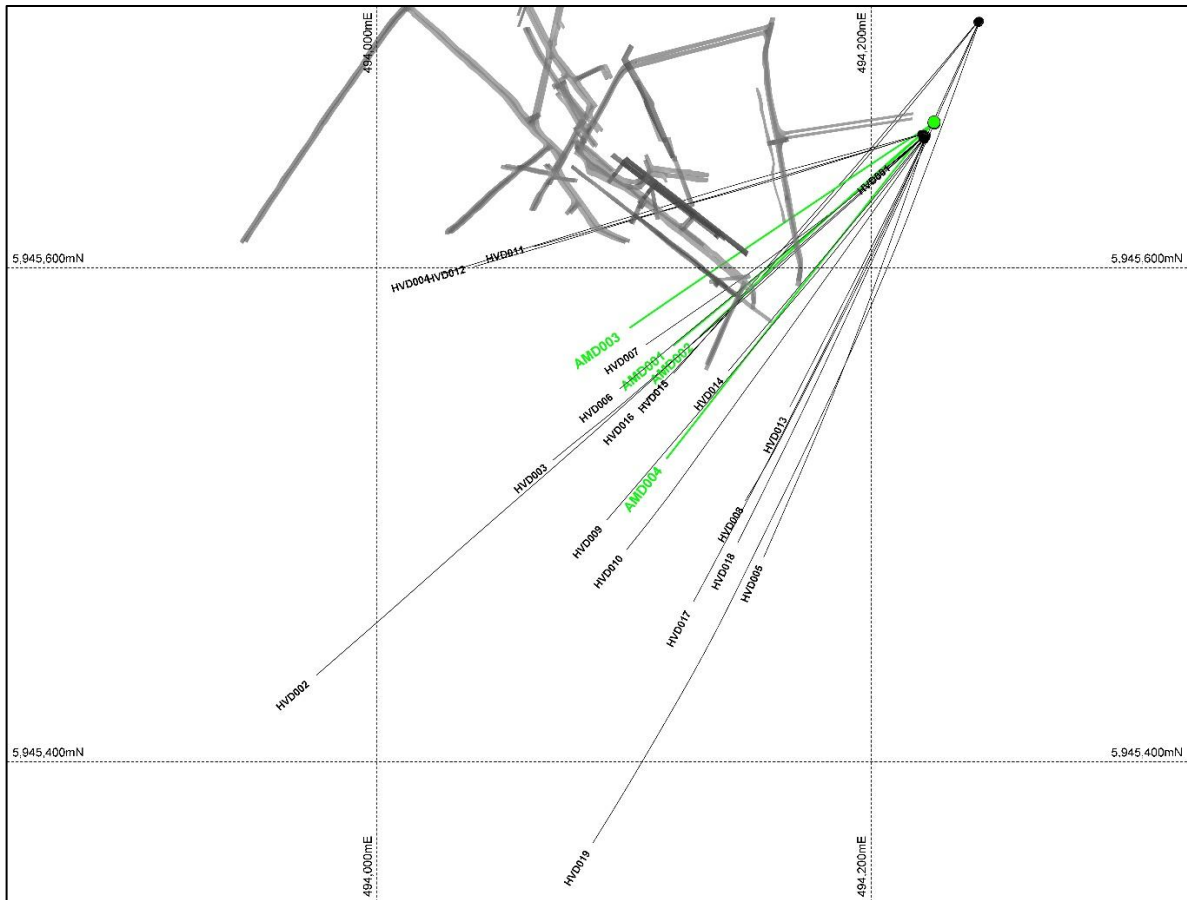 494,000mE
494,200mE
HVD001
HVD011
5,945,600mN
5,945,600mN
HVD004
HVD012
AMD003
HVD007
AMD001
AMD002
HVD014
HVD015
HVD006
HVD016
HVD013
HVD003
AMD004
HVD009
HVD008
HVD010
HVD018
HVD005
HVD017
HVD002
5,945,400mN
5,945,400mN
494,000mE
494,200mE
HVD019